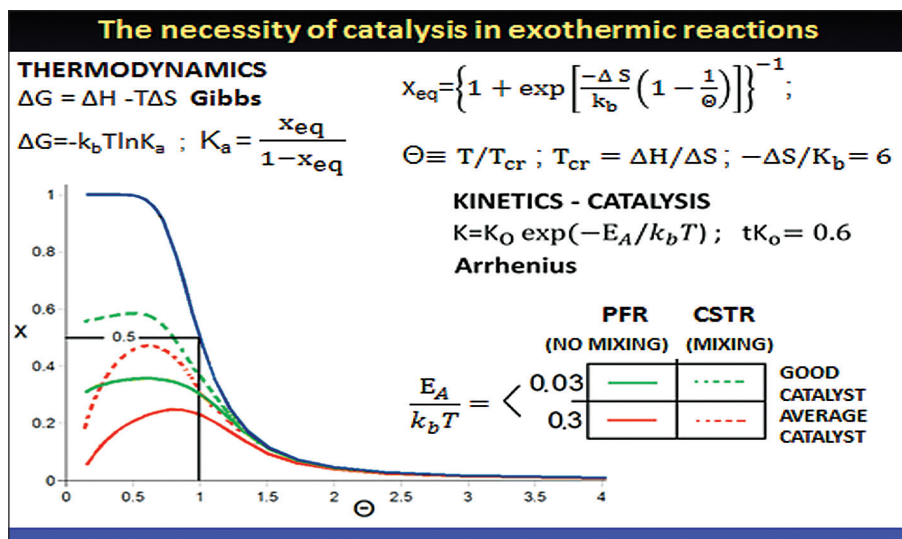 The necessity of catalysis in exothermic reactions
THERMODYNAMICS
ΔG = ΔH -TΔS Gibbs
ΔG=-k_bTlnK_a ; K_a= x_eq / (1-x_eq)
x_eq={1 + exp[-Δ S/k_b (1 - 1/Θ)]}^-1 ;
Θ≡ T/T_cr ; T_cr = ΔH/ΔS ; -ΔS/K_b= 6
KINETICS - CATALYSIS
K=K_O exp(-E_A/k_bT) ; tK_o= 0.6
Arrhenius
1
0.8
0.6
0.5
0.4
0.2
0
X
0 0.5 1 1.5 2 2.5 3 3.5 4
Θ
PFR CSTR
(NO MIXING) (MIXING)
E_A/k_bT = < 0.03 GOOD CATALYST
0.3 AVERAGE CATALYST